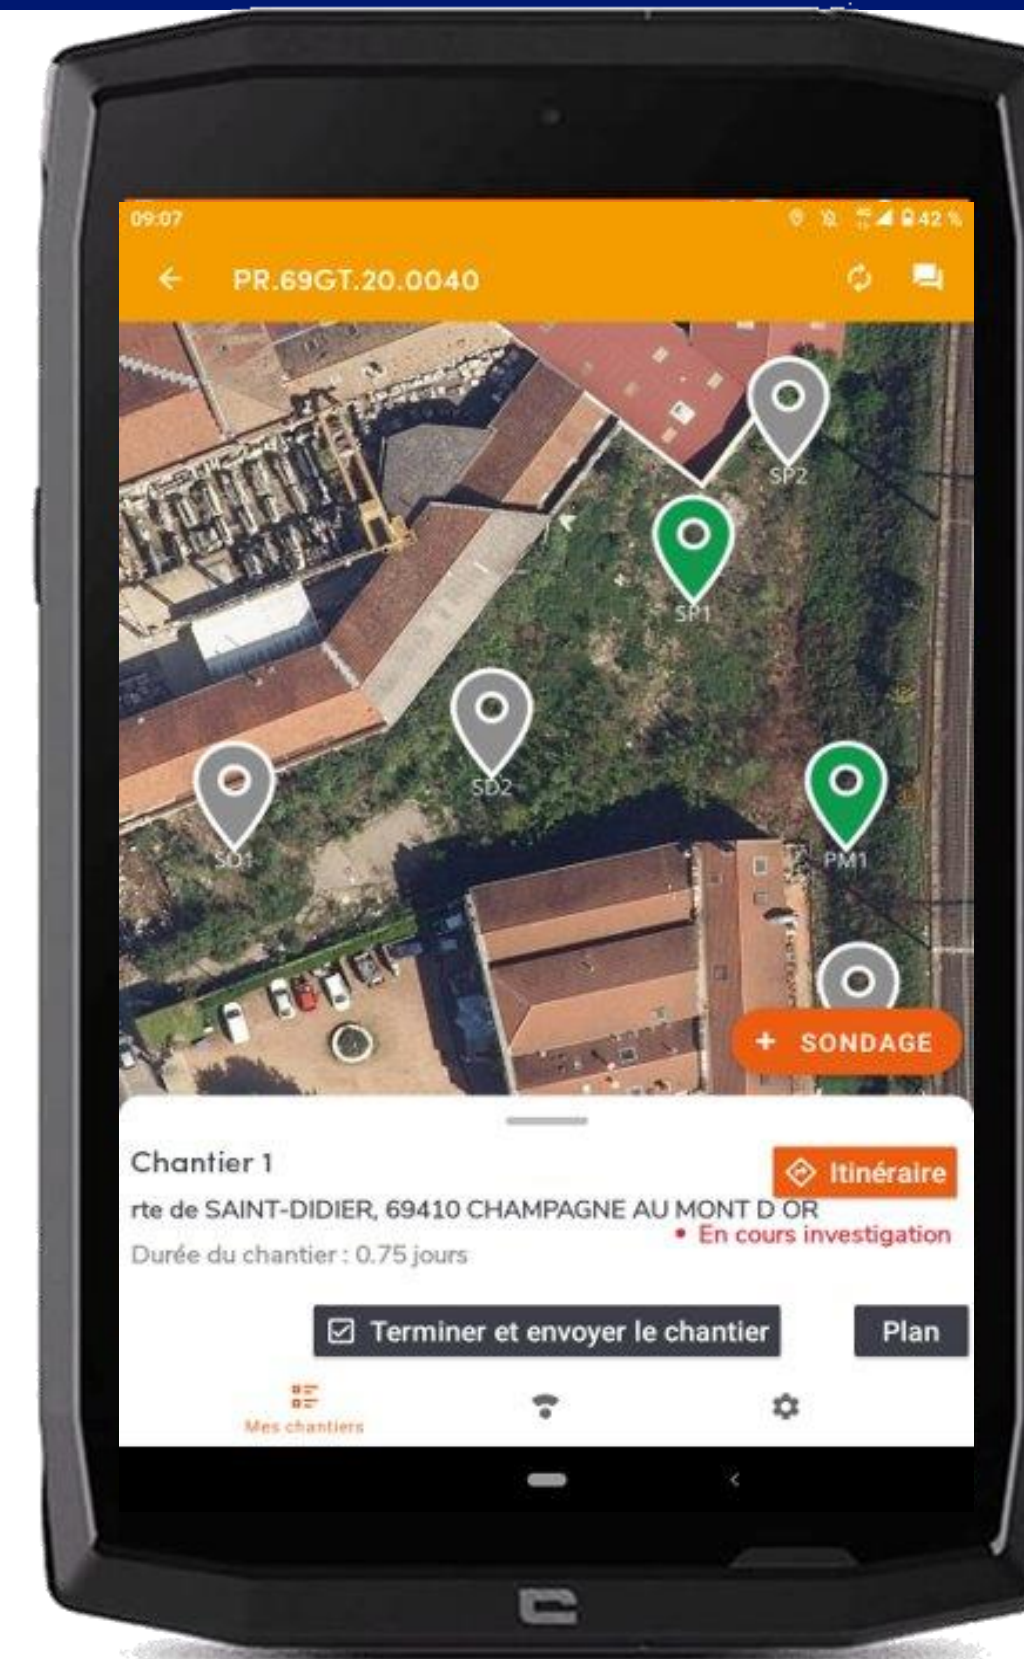 09:07
42 %
PR.69GT.20.0040
SP2
SP1
SD2
SD1
PM1
+ SONDAGE
Chantier 1
Itinéraire
rte de SAINT-DIDIER, 69410 CHAMPAGNE AU MONT D OR
• En cours investigation
Durée du chantier : 0.75 jours
Terminer et envoyer le chantier
Plan
Mes chantiers